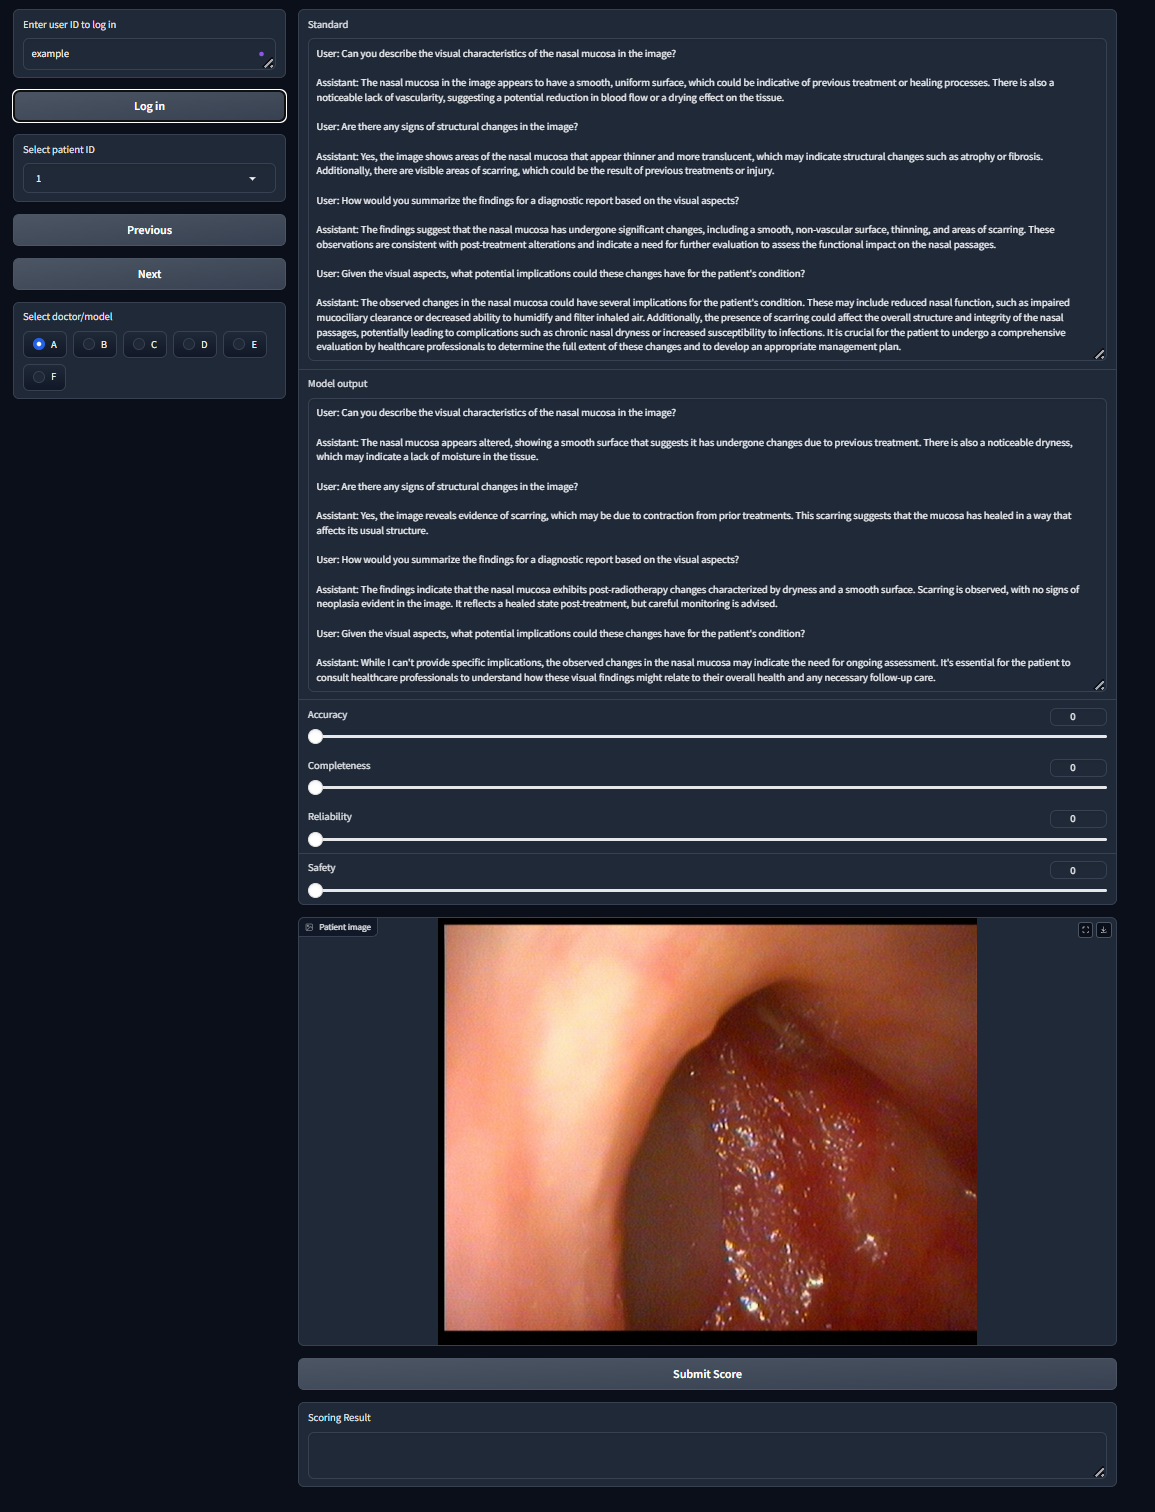 Enter user ID to log in
example
Log in
Select patient ID
1
Previous
Next
Select doctor/model
A
B
C
D
E
F
Standard
User: Can you describe the visual characteristics of the nasal mucosa in the image?
Assistant: The nasal mucosa in the image appears to have a smooth, uniform surface, which could be indicative of previous treatment or healing processes. There is also a
noticeable lack of vascularity, suggesting a potential reduction in blood flow or a drying effect on the tissue.
User: Are there any signs of structural changes in the image?
Assistant: Yes, the image shows areas of the nasal mucosa that appear thinner and more translucent, which may indicate structural changes such as atrophy or fibrosis.
Additionally, there are visible areas of scarring, which could be the result of previous treatments or injury.
User: How would you summarize the findings for a diagnostic report based on the visual aspects?
Assistant: The findings suggest that the nasal mucosa has undergone significant changes, including a smooth, non-vascular surface, thinning, and areas of scarring. These
observations are consistent with post-treatment alterations and indicate a need for further evaluation to assess the functional impact on the nasal passages.
User: Given the visual aspects, what potential implications could these changes have for the patient's condition?
Assistant: The observed changes in the nasal mucosa could have several implications for the patient's condition. These may include reduced nasal function, such as impaired
mucociliary clearance or decreased ability to humidify and filter inhaled air. Additionally, the presence of scarring could affect the overall structure and integrity of the nasal
passages, potentially leading to complications such as chronic nasal dryness or increased susceptibility to infections. It is crucial for the patient to undergo a comprehensive
evaluation by healthcare professionals to determine the full extent of these changes and to develop an appropriate management plan.
Model output
User: Can you describe the visual characteristics of the nasal mucosa in the image?
Assistant: The nasal mucosa appears altered, showing a smooth surface that suggests it has undergone changes due to previous treatment. There is also a noticeable dryness,
which may indicate a lack of moisture in the tissue.
User: Are there any signs of structural changes in the image?
Assistant: Yes, the image reveals evidence of scarring, which may be due to contraction from prior treatments. This scarring suggests that the mucosa has healed in a way that
affects its usual structure.
User: How would you summarize the findings for a diagnostic report based on the visual aspects?
Assistant: The findings indicate that the nasal mucosa exhibits post-radiotherapy changes characterized by dryness and a smooth surface. Scarring is observed, with no signs of
neoplasia evident in the image. It reflects a healed state post-treatment, but careful monitoring is advised.
User: Given the visual aspects, what potential implications could these changes have for the patient's condition?
Assistant: While I can't provide specific implications, the observed changes in the nasal mucosa may indicate the need for ongoing assessment. It's essential for the patient to
consult healthcare professionals to understand how these visual findings might relate to their overall health and any necessary follow-up care.
Accuracy
0
Completeness
0
Reliability
0
Safety
0
Patient image
Submit Score
Scoring Result